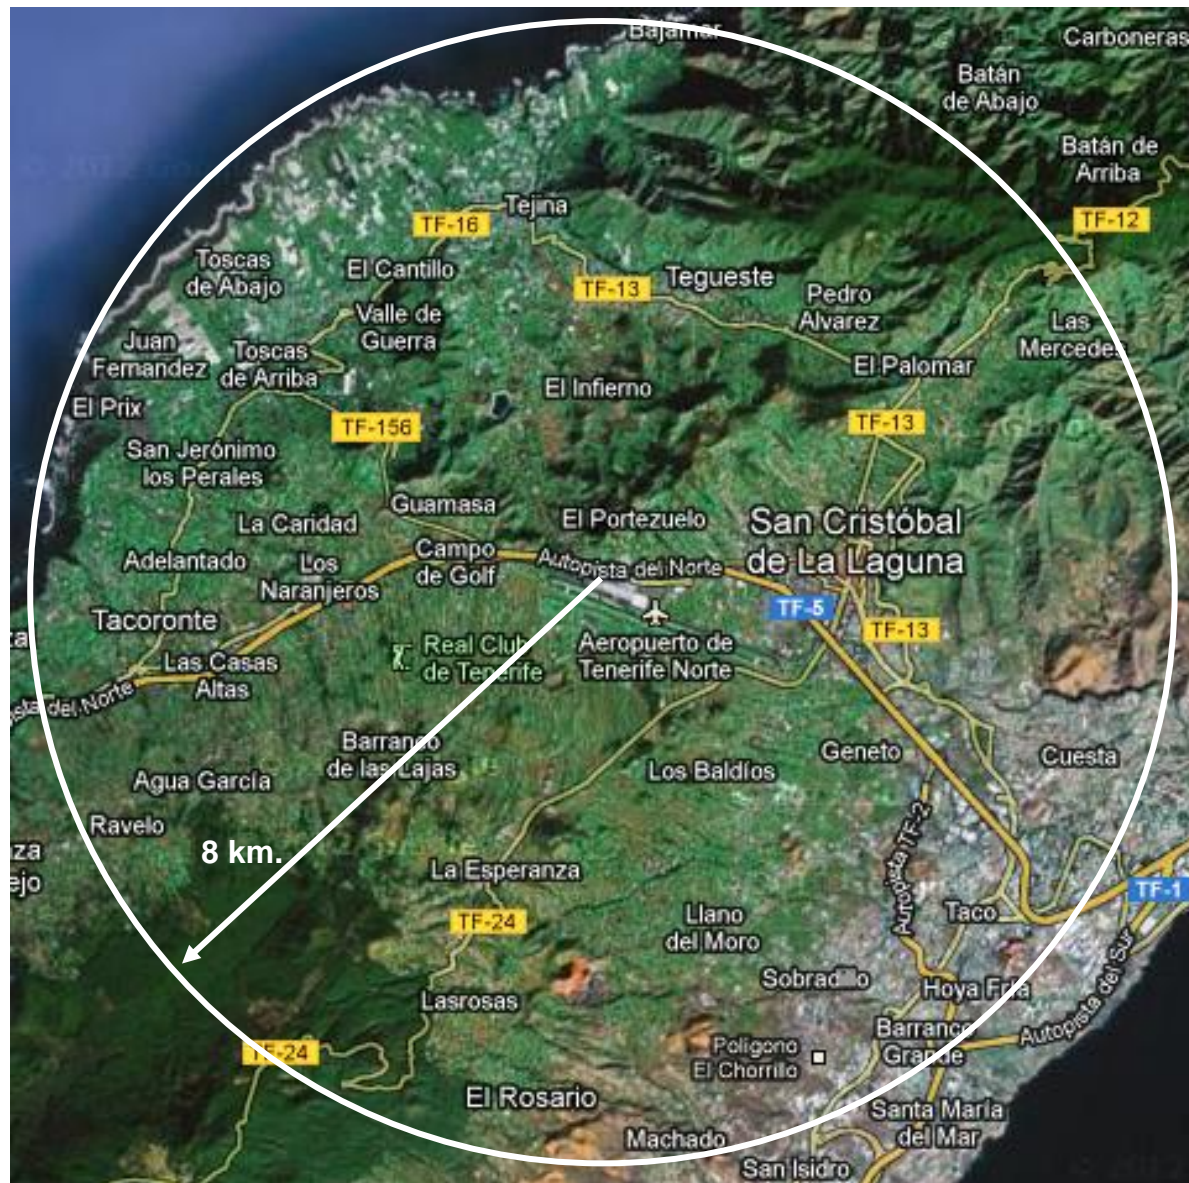 Bajamar
Carboneras
Batán
de Abajo
Batán de
Arriba
TF-12
Tejina
TF-16
Toscas
de Abajo
El Cantillo
Tegueste
TF-13
Pedro
Alvarez
Valle de
Guerra
Las
Mercedes
Juan
Fernandez
Toscas
de Arriba
El Palomar
El Infierno
El Prix
TF-156
TF-13
San Jerónimo
los Perales
Guamasa
La Caridad
El Portezuelo
San Cristóbal
de La Laguna
Adelantado
Los
Naranjeros
Campo
de Golf
Autopista del Norte
TF-5
Tacoronte
TF-13
Real Club
de Tenerife
Aeropuerto de
Tenerife Norte
Las Casas
Altas
ista del Norte
Barranco
de las Lajas
Geneto
Cuesta
Agua García
Los Baldíos
Ravelo
8 km.
za
ejo
Autopista TF-2
La Esperanza
TF-1
TF-24
Llano
del Moro
Taco
Sobradillo
Hoya Fría
Lasrosas
Autopista del Sur
Barranco
Grande
TF-24
Polígono
El Chorrillo
El Rosario
Santa María
del Mar
Machado
San Isidro